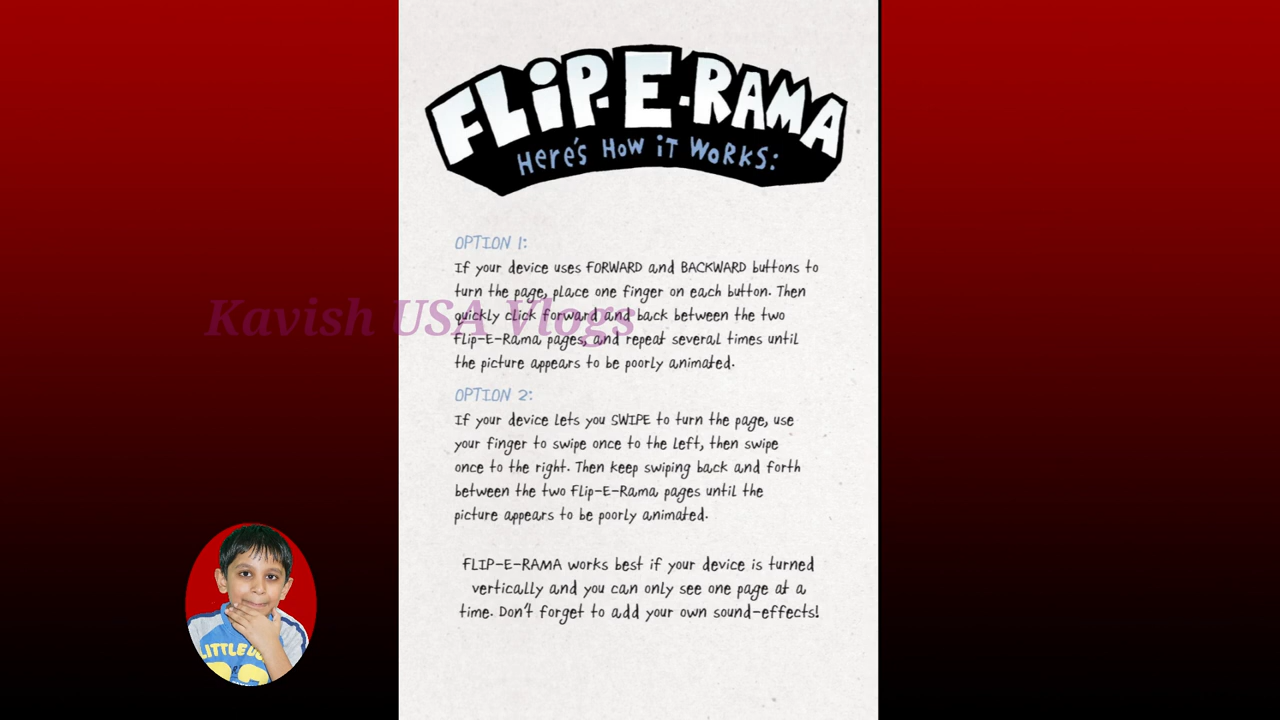 FLiP-E-RAMA
Here's How iT WoRKS:
OPTION 1:
If your device uses FORWARD and BACKWARD buttons to
turn the page, place one finger on each button. Then
quickly click forward and back between the two
Flip-E-Rama pages, and repeat several times until
the picture appears to be poorly animated.
Kavish USA Vlogs
OPTION 2:
If your device lets you SWIPE to turn the page, use
your finger to swipe once to the left, then swipe
once to the right. Then keep swiping back and forth
between the two Flip-E-Rama pages until the
picture appears to be poorly animated.
FLIP-E-RAMA works best if your device is turned
vertically and you can only see one page at a
time. Don't forget to add your own sound-effects!
LITTLE